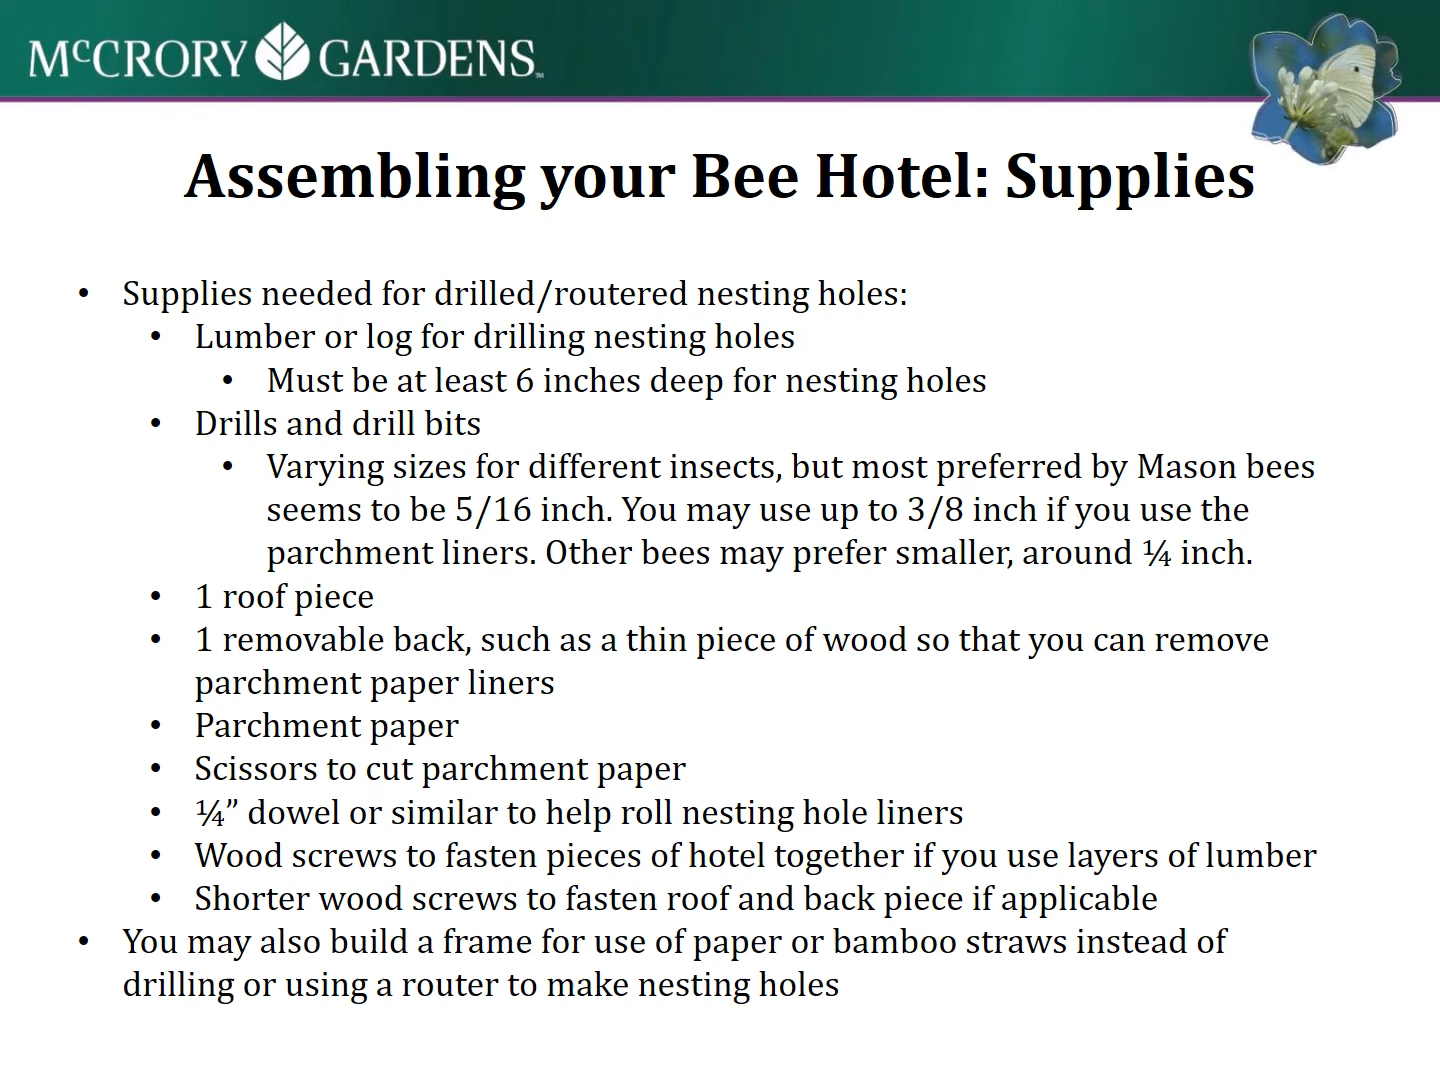 McCRORY GARDENS™
Assembling your Bee Hotel: Supplies
• Supplies needed for drilled/routered nesting holes:
• Lumber or log for drilling nesting holes
• Must be at least 6 inches deep for nesting holes
• Drills and drill bits
• Varying sizes for different insects, but most preferred by Mason bees
seems to be 5/16 inch. You may use up to 3/8 inch if you use the
parchment liners. Other bees may prefer smaller, around ¼ inch.
• 1 roof piece
• 1 removable back, such as a thin piece of wood so that you can remove
parchment paper liners
• Parchment paper
• Scissors to cut parchment paper
• ¼” dowel or similar to help roll nesting hole liners
• Wood screws to fasten pieces of hotel together if you use layers of lumber
• Shorter wood screws to fasten roof and back piece if applicable
• You may also build a frame for use of paper or bamboo straws instead of
drilling or using a router to make nesting holes